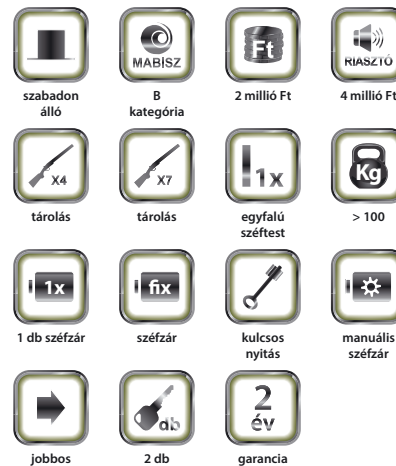 MABISZ
Ft
RIASZTÓ
szabadon
álló
B
kategória
2 millió Ft
4 millió Ft
X4
X7
1x
Kg
tárolás
tárolás
egyfalú
széftest
> 100
1x
fix
1 db széfzár
széfzár
kulcsos
nyitás
manuális
széfzár
db
2
év
jobbos
2 db
garancia